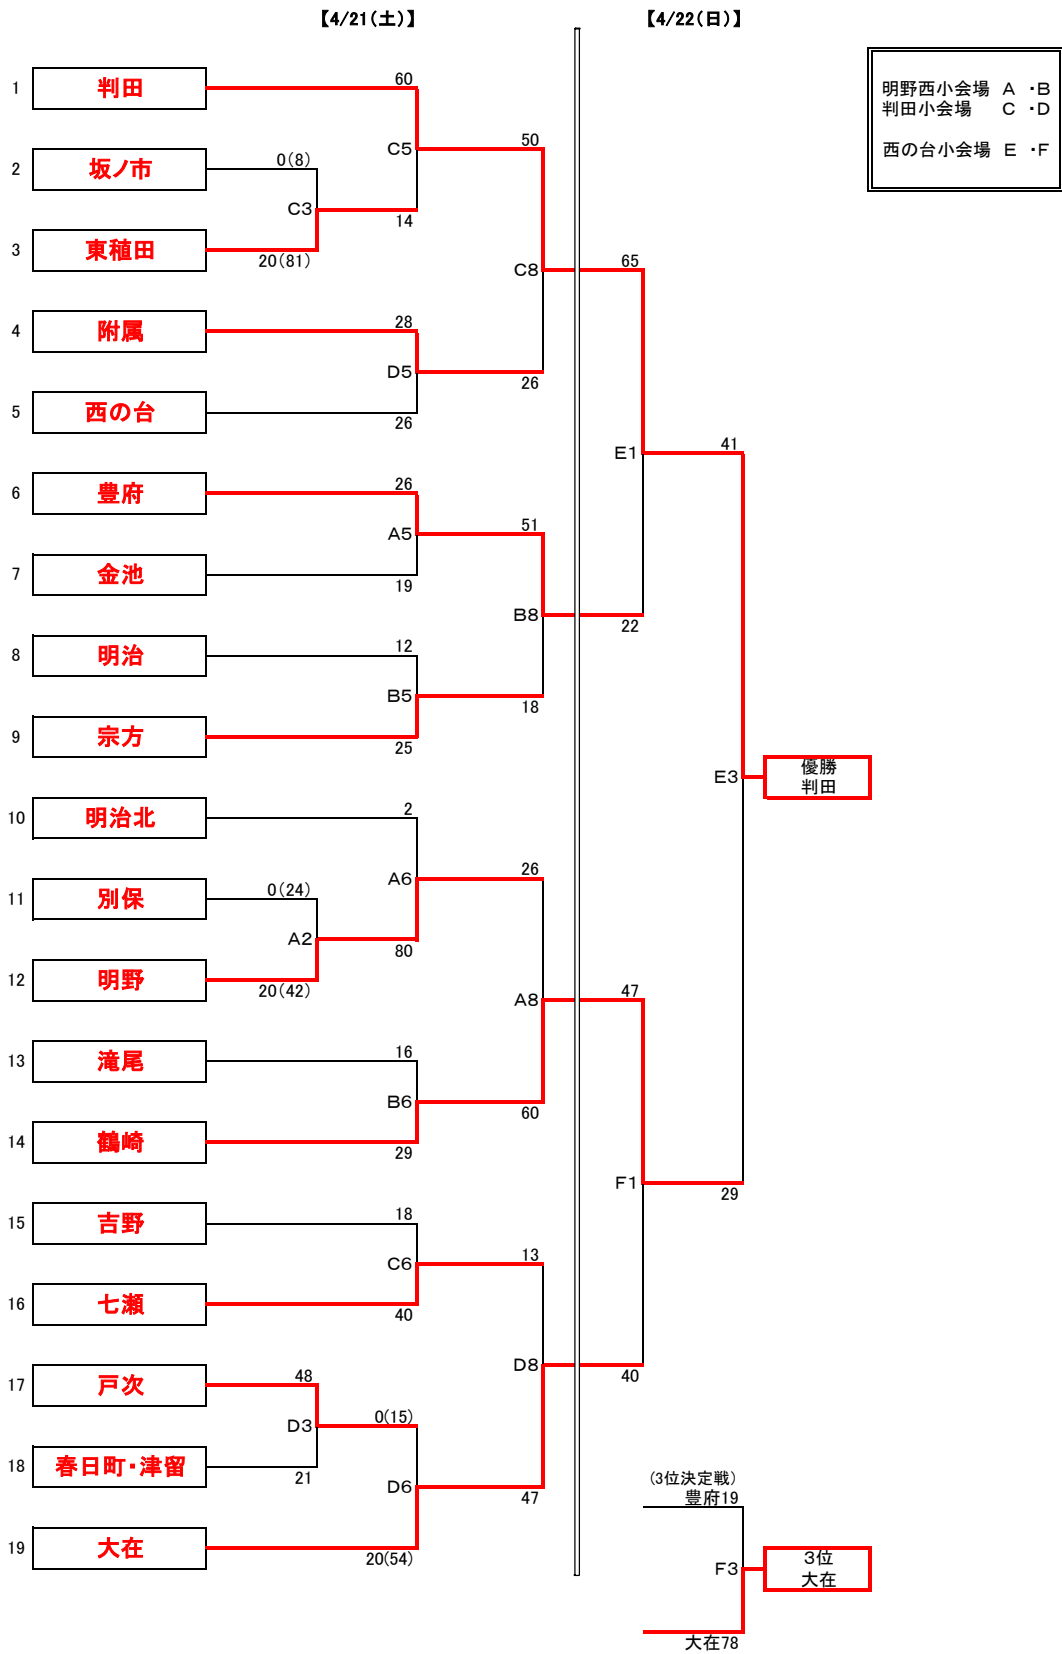 【4/21(土)】
【4/22(日)】
明野西小会場 A ・B
判田小会場 C ・D
西の台小会場 E ・F
1 判田 60
C5 50
2 坂ノ市 0(8)
C3 14
3 東稙田 20(81)
C8 65
4 附属 28
D5 26
5 西の台 26
E1 41
6 豊府 26
A5 51
7 金池 19
B8 22
8 明治 12
B5 18
9 宗方 25
E3 優勝
判田
10 明治北 2
A6 26
11 別保 0(24)
A2 80
12 明野 20(42)
A8 47
13 滝尾 16
B6 60
14 鶴崎 29
F1 29
15 吉野 18
C6 13
16 七瀬 40
D8 40
17 戸次 48
D3 0(15)
18 春日町・津留 21
D6 47
19 大在 20(54)
(3位決定戦)
豊府19
F3 3位
大在
大在78